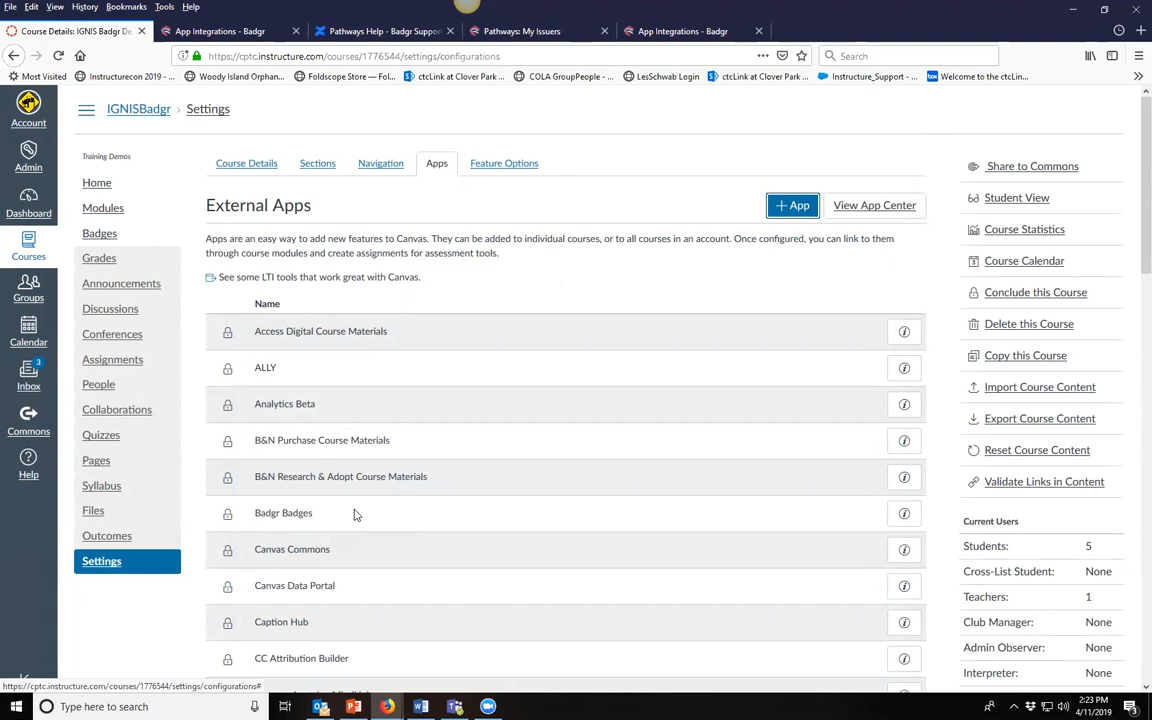 File Edit View History Bookmarks Tools Help
Course Details: IGNIS Badgr De
App Integrations - Badgr
Pathways Help - Badgr Support
Pathways: My Issuers
App Integrations - Badgr
https://cptc.instructure.com/courses/1776544/settings/configurations
Search
Most Visited
Instructurecon 2019 - ...
Woody Island Orphan...
Foldscope Store — Fol...
ctcLink at Clover Park ...
COLA GroupPeople - ...
LesSchwab Login
ctcLink at Clover Park ...
Instructure_Support - ...
Welcome to the ctcLin...
Account
Admin
Dashboard
Courses
Groups
Calendar
3
Inbox
Commons
Help
IGNISBadgr › Settings
Training Demos
Home
Modules
Badges
Grades
Announcements
Discussions
Conferences
Assignments
People
Collaborations
Quizzes
Pages
Syllabus
Files
Outcomes
Settings
Course Details
Sections
Navigation
Apps
Feature Options
External Apps
+ App
View App Center
Apps are an easy way to add new features to Canvas. They can be added to individual courses, or to all courses in an account. Once configured, you can link to them
through course modules and create assignments for assessment tools.
See some LTI tools that work great with Canvas.
Name
Access Digital Course Materials
ALLY
Analytics Beta
B&N Purchase Course Materials
B&N Research & Adopt Course Materials
Badgr Badges
Canvas Commons
Canvas Data Portal
Caption Hub
CC Attribution Builder
Share to Commons
Student View
Course Statistics
Course Calendar
Conclude this Course
Delete this Course
Copy this Course
Import Course Content
Export Course Content
Reset Course Content
Validate Links in Content
Current Users
Students: 5
Cross-List Student: None
Teachers: 1
Club Manager: None
Admin Observer: None
Interpreter: None
https://cptc.instructure.com/courses/1776544/settings/configurations#
Type here to search
2:23 PM
4/11/2019
3